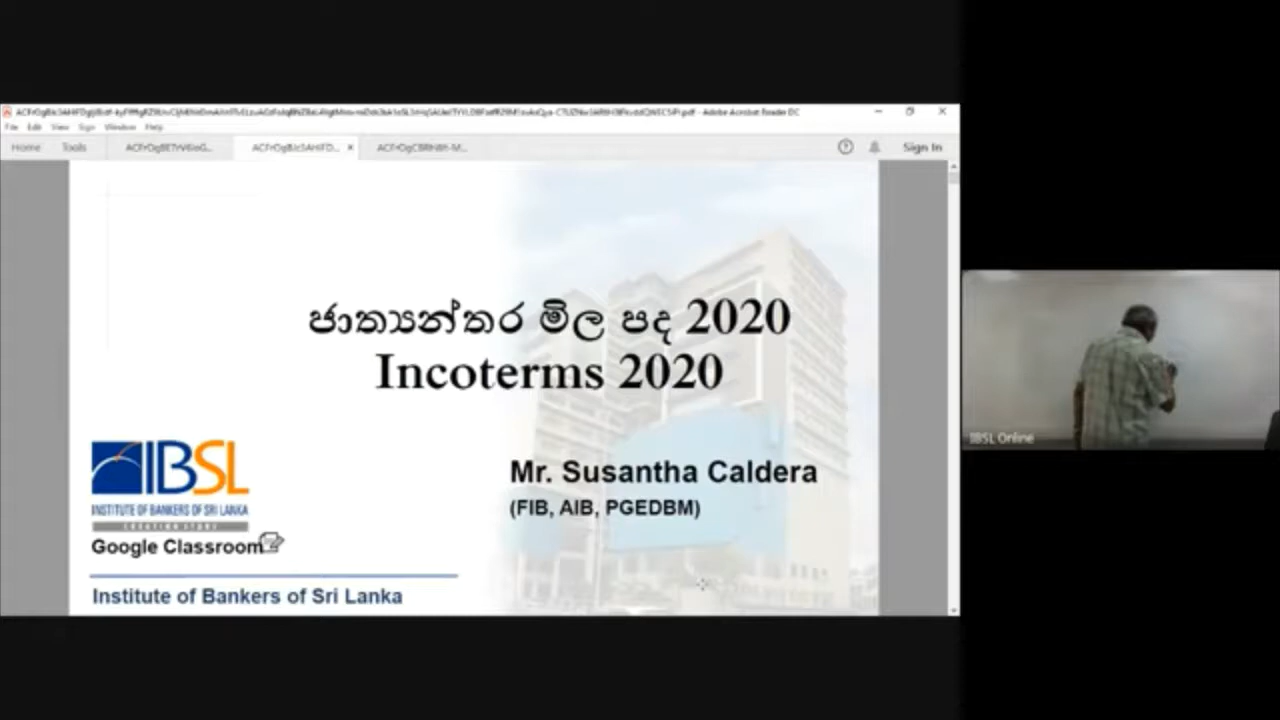 File Edit View Sign Window Help
Home Tools
Sign In
ජාත්‍යන්තර මිල පද 2020
Incoterms 2020
IBSL
INSTITUTE OF BANKERS OF SRI LANKA
Mr. Susantha Caldera
(FIB, AIB, PGEDBM)
Google Classroom
Institute of Bankers of Sri Lanka
IBSL Online